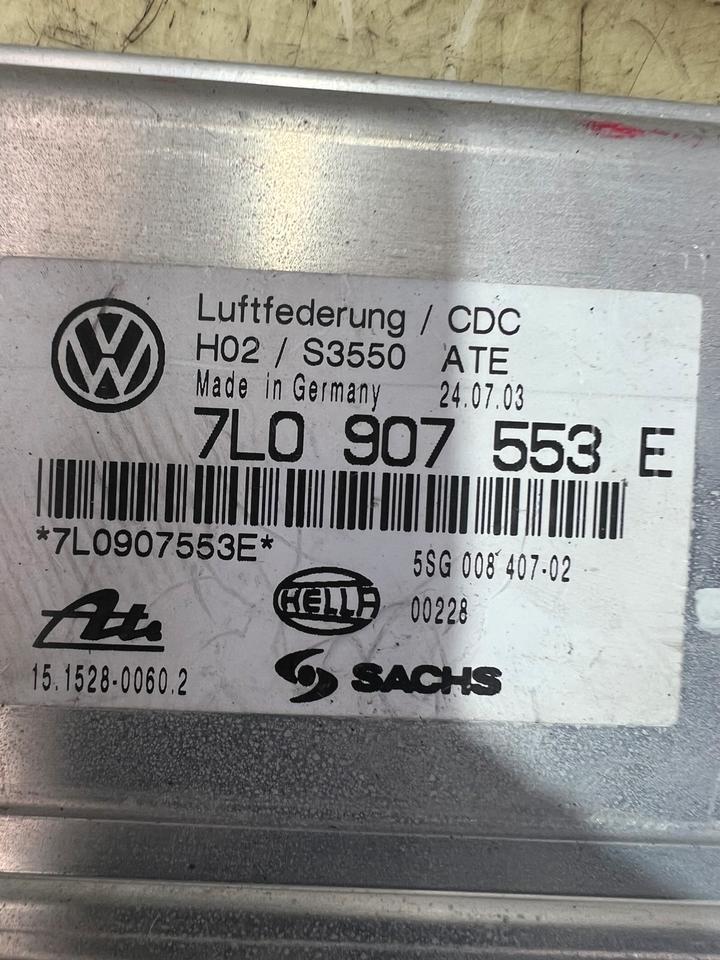 Luftfederung / CDC
H02 / S3550 ATE
Made in Germany 24.07.03
7L0 907 553 E
*7L0907553E*
5SG 008 407-02
HELLA
00228
Ate
15.1528-0060.2
SACHS